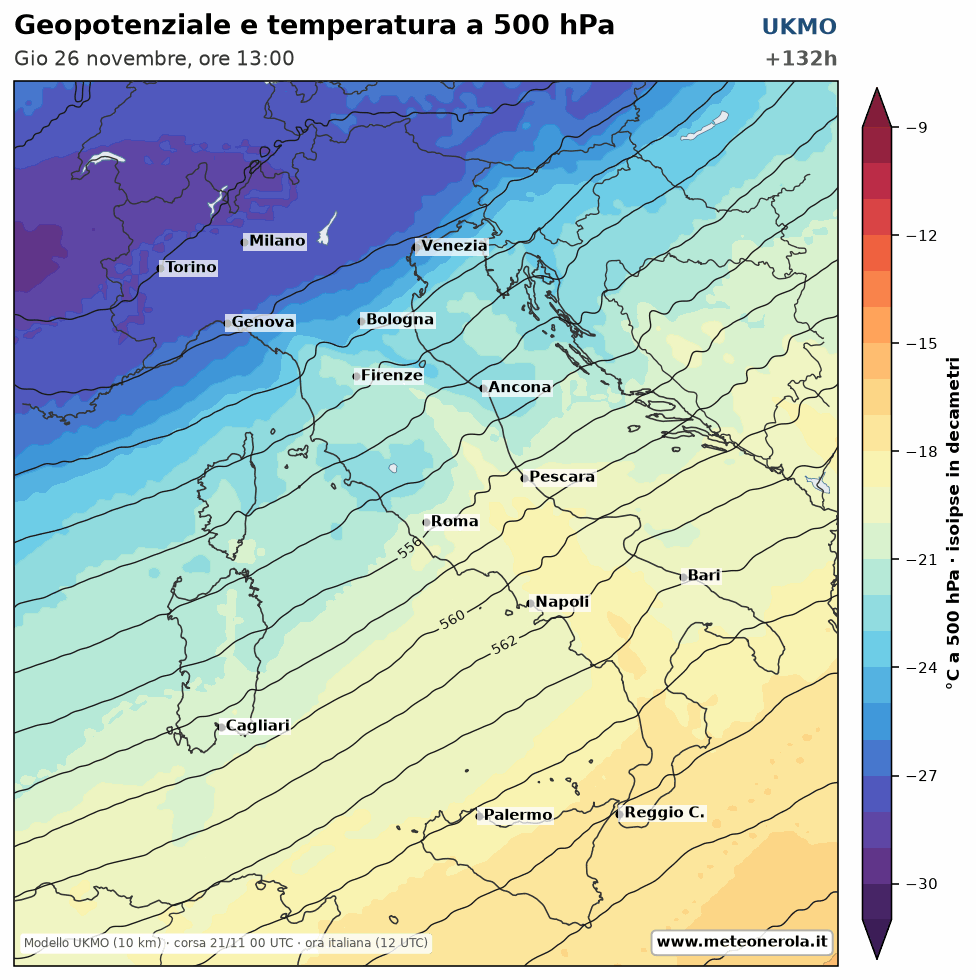 Geopotenziale e temperatura a 500 hPa
UKMO
Gio 26 novembre, ore 13:00
+132h
Milano
Venezia
Torino
Genova
Bologna
Firenze
Ancona
Pescara
Roma
556
Bari
Napoli
560
562
Cagliari
Palermo
Reggio C.
−9
−12
−15
−18
−21
−24
−27
−30
°C a 500 hPa · isoipse in decametri
Modello UKMO (10 km) · corsa 21/11 00 UTC · ora italiana (12 UTC)
www.meteonerola.it